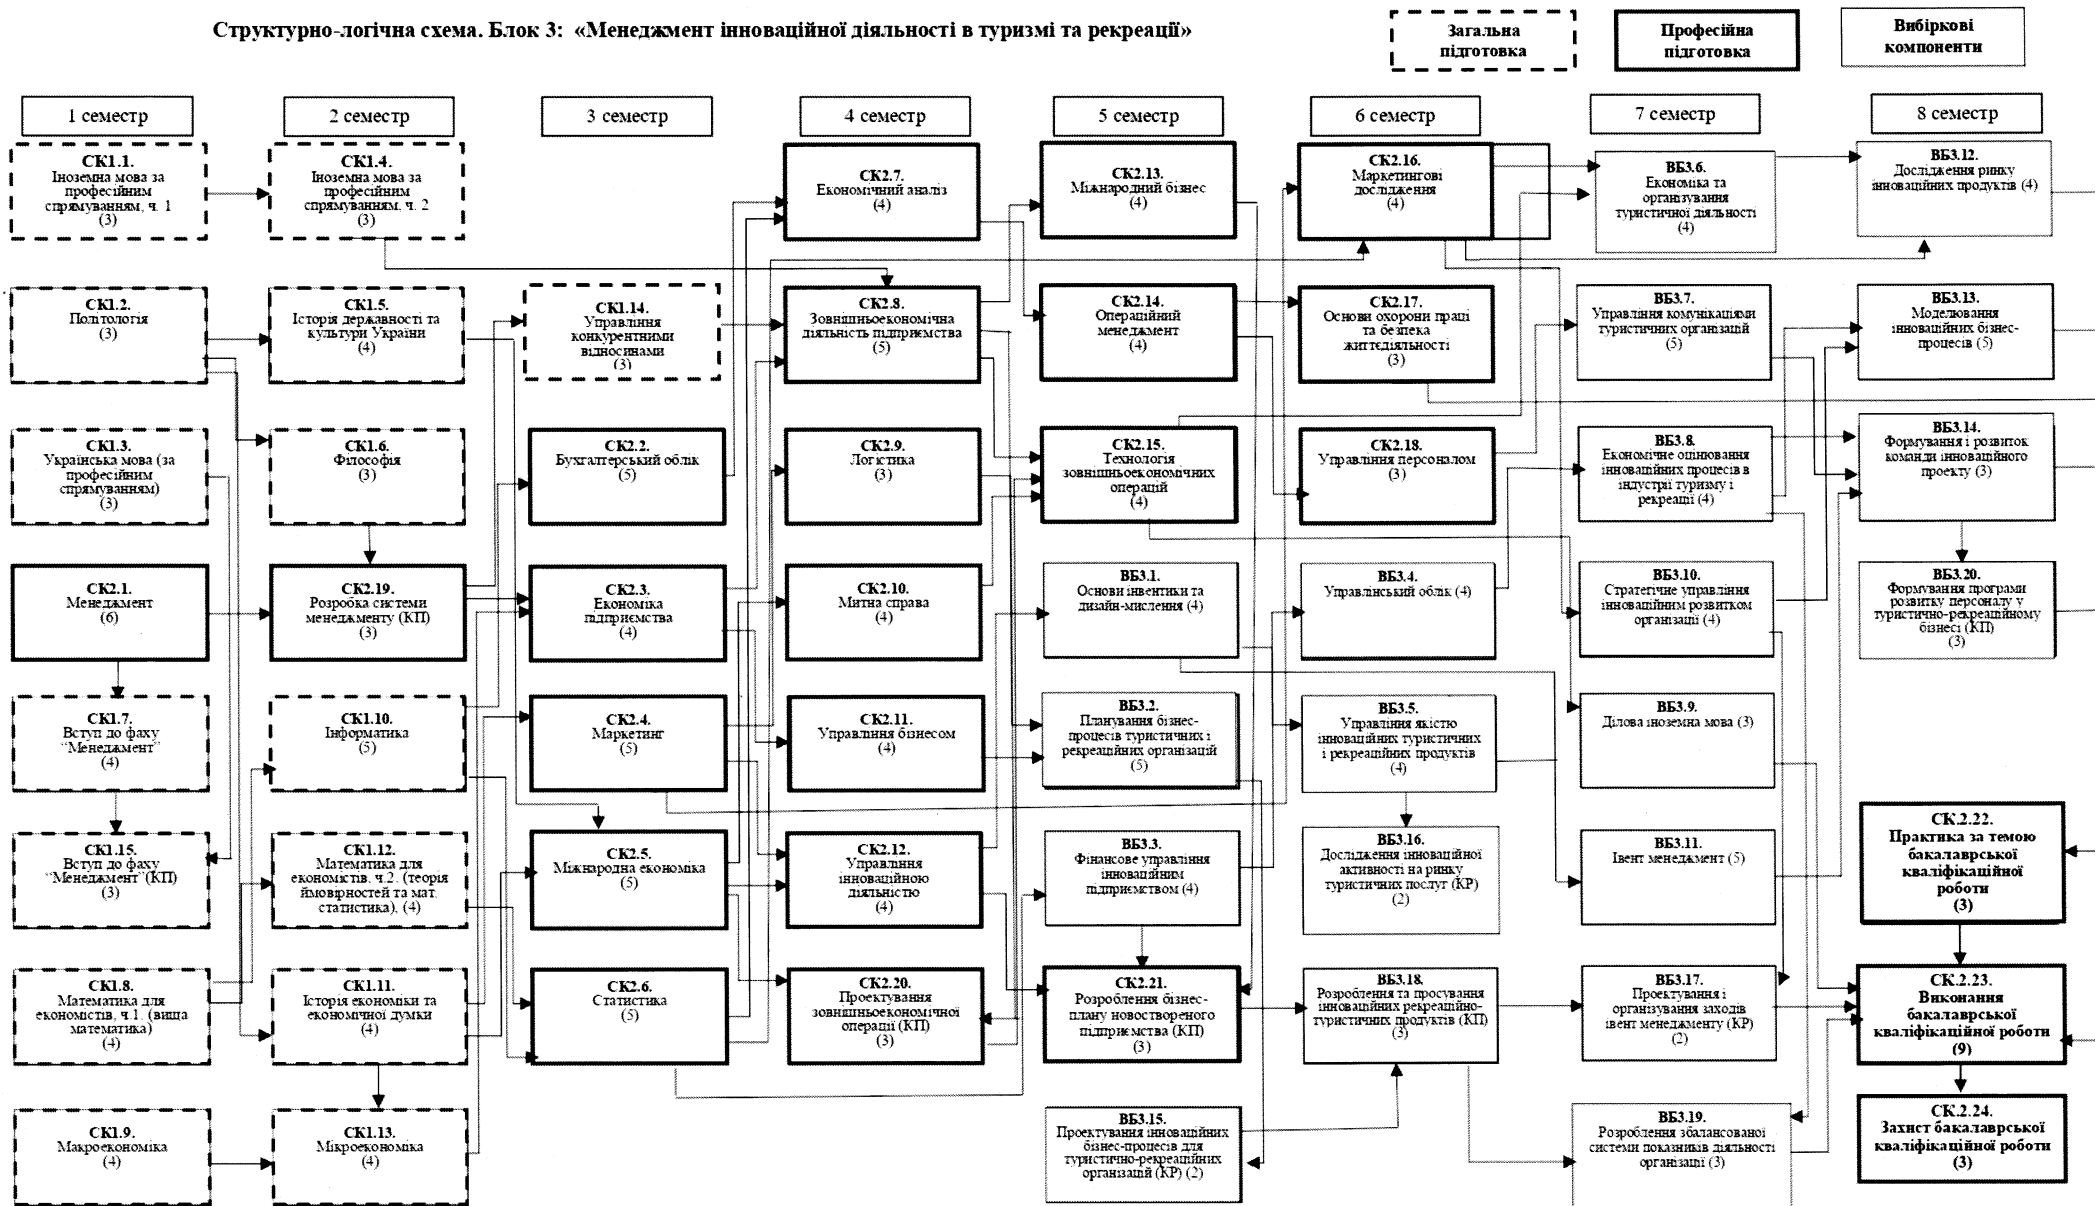 Структурно-логічна схема. Блок 3: «Менеджмент інноваційної діяльності в туризмі та рекреації»
Загальна
підготовка
Професійна
підготовка
Вибіркові
компоненти
1 семестр
2 семестр
3 семестр
4 семестр
5 семестр
6 семестр
7 семестр
8 семестр
СК1.1.
Іноземна мова за
професійним
спрямуванням, ч. 1
(3)
СК1.2.
Політологія
(3)
СК1.3.
Українська мова (за
професійним
спрямуванням)
(3)
СК2.1.
Менеджмент
(6)
СК1.7.
Вступ до фаху
"Менеджмент"
(4)
СК1.15.
Вступ до фаху
"Менеджмент"(КП)
(3)
СК1.8.
Математика для
економістів, ч.1. (вища
математика)
(4)
СК1.9.
Макроекономіка
(4)
СК1.4.
Іноземна мова за
професійним
спрямуванням. ч. 2
(3)
СК1.5.
Історія державності та
культури України
(4)
СК1.6.
Філософія
(3)
СК2.19.
Розробка системи
менеджменту (КП)
(3)
СК1.10.
Інформатика
(5)
СК1.12.
Математика для
економістів. ч.2. (теорія
ймовірностей та мат.
статистика). (4)
СК1.11.
Історія економіки та
економічної думки
(4)
СК1.13.
Мікроекономіка
(4)
СК1.14.
Управління
конкурентними
відносинами
(3)
СК2.2.
Бухгалтерський облік
(5)
СК2.3.
Економіка
підприємства
(4)
СК2.4.
Маркетинг
(5)
СК2.5.
Міжнародна економіка
(5)
СК2.6.
Статистика
(5)
СК2.7.
Економічний аналіз
(4)
СК2.8.
Зовнішньоекономічна
діяльність підприємства
(5)
СК2.9.
Логістика
(3)
СК2.10.
Митна справа
(4)
СК2.11.
Управління бізнесом
(4)
СК2.12.
Управління
інноваційною
діяльністю
(4)
СК2.20.
Проектування
зовнішньоекономічної
операції (КП)
(3)
СК2.13.
Міжнародний бізнес
(4)
СК2.14.
Операційний
менеджмент
(4)
СК2.15.
Технологія
зовнішньоекономічних
операцій
(4)
ВБ3.1.
Основи інвентики та
дизайн-мислення (4)
ВБ3.2.
Планування бізнес-
процесів туристичних і
рекреаційних організацій
(5)
ВБ3.3.
Фінансове управління
інноваційним
підприємством (4)
СК2.21.
Розроблення бізнес-
плану новоствореного
підприємства (КП)
(3)
ВБ3.15.
Проектування інноваційних
бізнес-процесів для
туристично-рекреаційних
організацій (КР) (2)
СК2.16.
Маркетингові
дослідження
(4)
СК2.17.
Основи охорони праці
та безпека
життєдіяльності
(3)
СК2.18.
Управління персоналом
(3)
ВБ3.4.
Управлінський облік (4)
ВБ3.5.
Управління якістю
інноваційних туристичних
і рекреаційних продуктів
(4)
ВБ3.16.
Дослідження інноваційної
активності на ринку
туристичних послуг (КР)
(2)
ВБ3.18.
Розроблення та просування
інноваційних рекреаційно-
туристичних продуктів (КП)
(3)
ВБ3.6.
Економіка та
організування
туристичної діяльності
(4)
ВБ3.7.
Управління комунікаціями
туристичних організацій
(5)
ВБ3.8.
Економічне оцінювання
інноваційних процесів в
індустрії туризму і
рекреації (4)
ВБ3.10.
Стратегічне управління
інноваційним розвитком
організації (4)
ВБ3.9.
Ділова іноземна мова (3)
ВБ3.11.
Івент менеджмент (5)
ВБ3.17.
Проектування і
організування заходів
івент менеджменту (КР)
(2)
ВБ3.19.
Розроблення збалансованої
системи показників діяльності
організації (3)
ВБ3.12.
Дослідження ринку
інноваційних продуктів (4)
ВБ3.13.
Моделювання
інноваційних бізнес-
процесів (5)
ВБ3.14.
Формування і розвиток
команди інноваційного
проекту (3)
ВБ3.20.
Формування програми
розвитку персоналу у
туристично-рекреаційному
бізнесі (КП)
(3)
СК.2.22.
Практика за темою
бакалаврської
кваліфікаційної
роботи
(3)
СК.2.23.
Виконання
бакалаврської
кваліфікаційної роботи
(9)
СК.2.24.
Захист бакалаврської
кваліфікаційної роботи
(3)